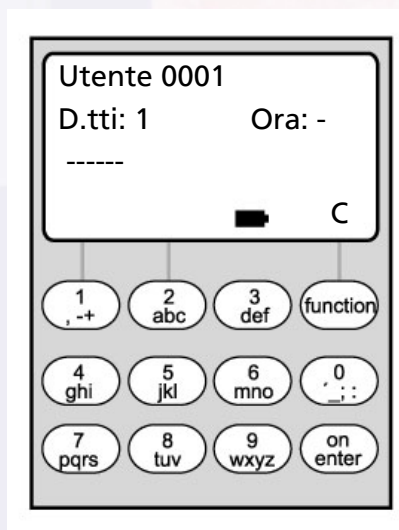 Utente 0001
D.tti: 1 Ora: -
------
C
1 2 3 function
, -+ abc def
4 5 6 0
ghi jkl mno ´_; :
7 8 9 on
pqrs tuv wxyz enter